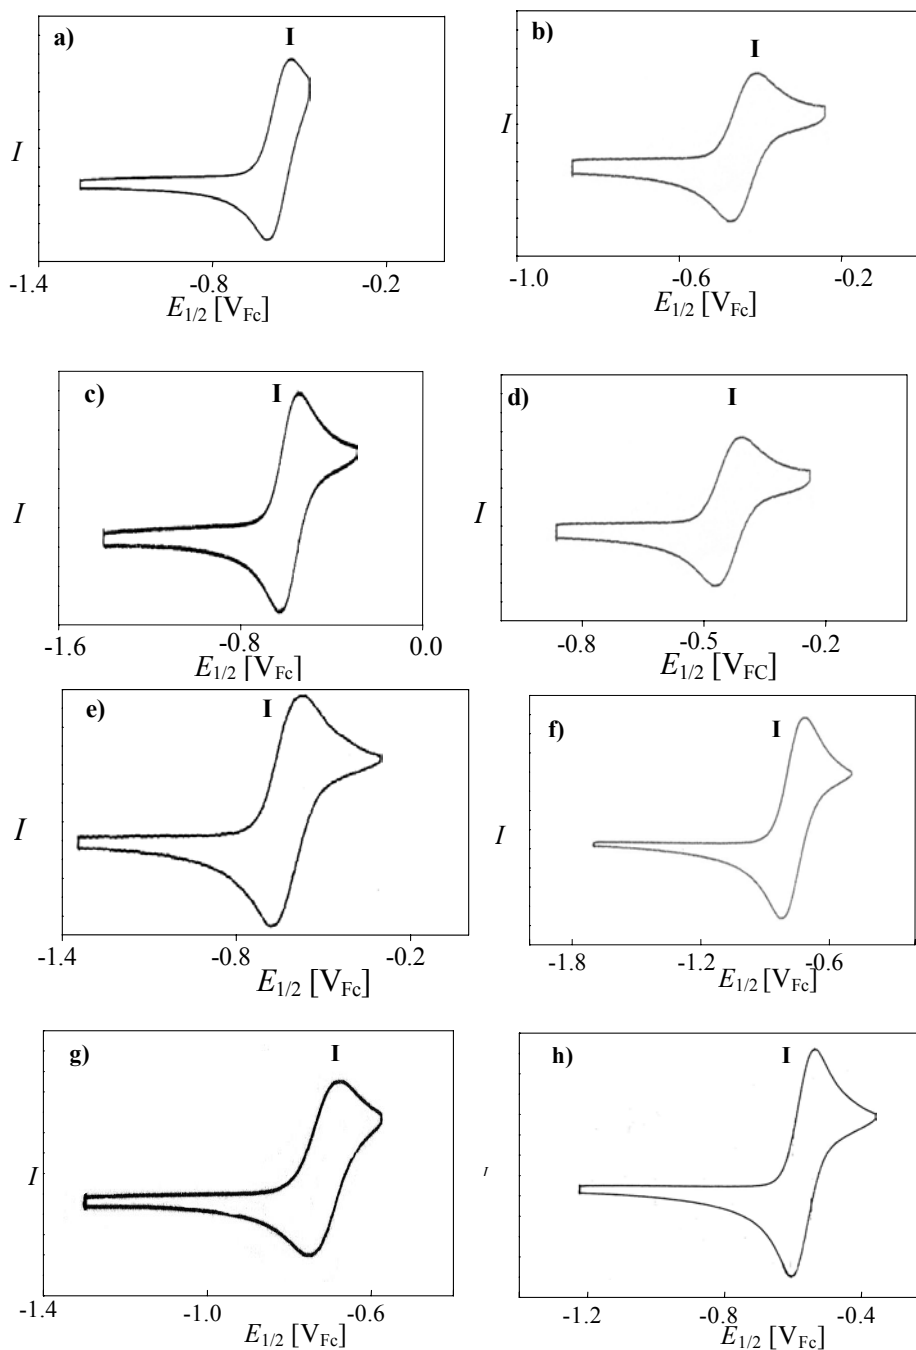 a) I
I
-1.4 -0.8 -0.2
E1/2 [VFc]
b) I
I
-1.0 -0.6 -0.2
E1/2 [VFc]
c) I
I
-1.6 -0.8 0.0
E1/2 [VFc]
d) I
I
-0.8 -0.5 -0.2
E1/2 [VFC]
e) I
I
-1.4 -0.8 -0.2
E1/2 [VFc]
f) I
I
-1.8 -1.2 -0.6
E1/2 [VFc]
g) I
I
-1.4 -1.0 -0.6
E1/2 [VFc]
h) I
I
-1.2 -0.8 -0.4
E1/2 [VFc]